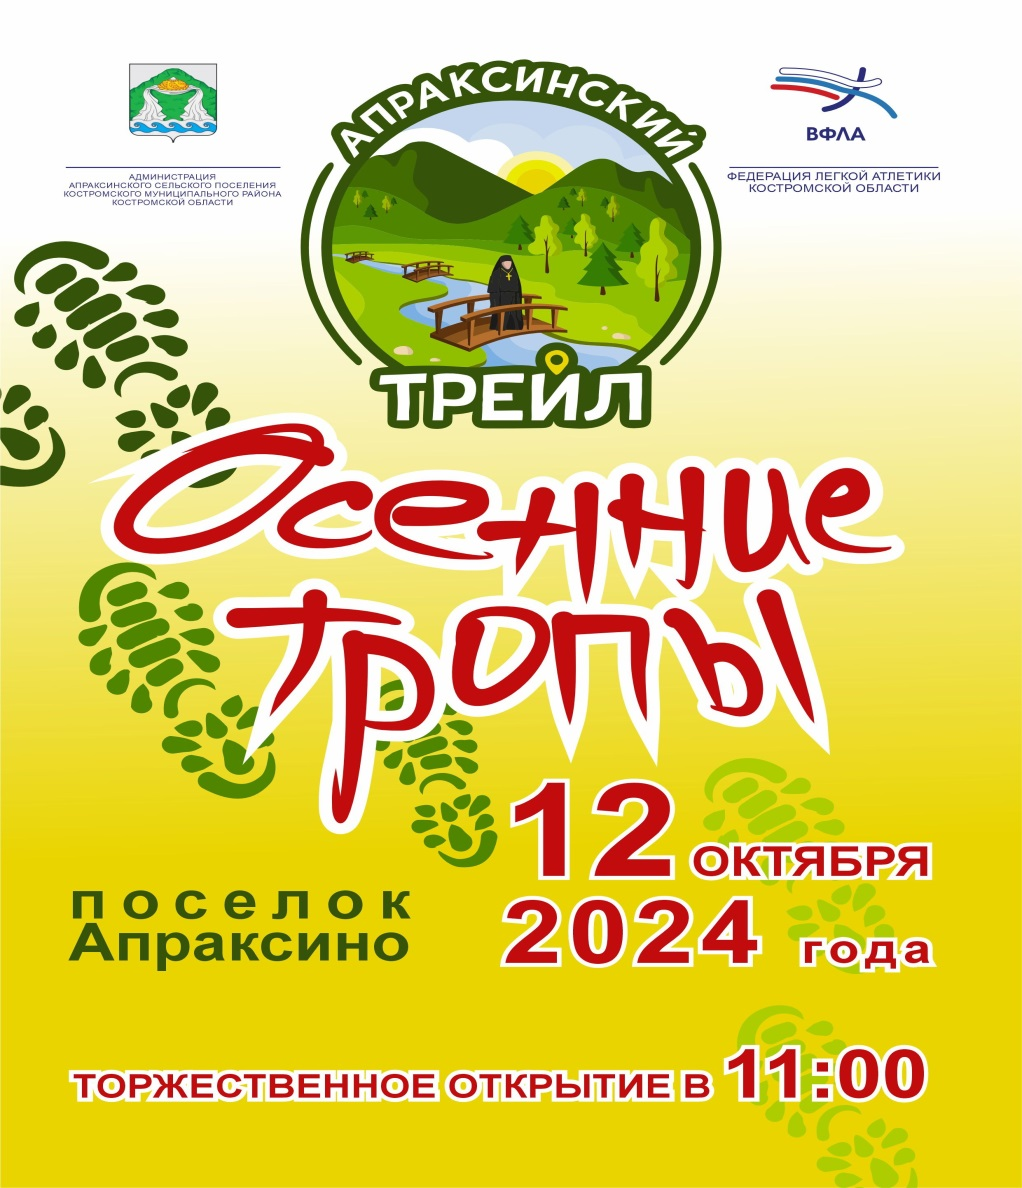 АПРАКСИНСКИЙ
ТРЕЙЛ
АДМИНИСТРАЦИЯ
АПРАКСИНСКОГО СЕЛЬСКОГО ПОСЕЛЕНИЯ
КОСТРОМСКОГО МУНИЦИПАЛЬНОГО РАЙОНА
КОСТРОМСКОЙ ОБЛАСТИ
ВФЛА
ФЕДЕРАЦИЯ ЛЕГКОЙ АТЛЕТИКИ
КОСТРОМСКОЙ ОБЛАСТИ
Осенние
тропы
12 ОКТЯБРЯ
2024 года
поселок
Апраксино
ТОРЖЕСТВЕННОЕ ОТКРЫТИЕ В 11:00